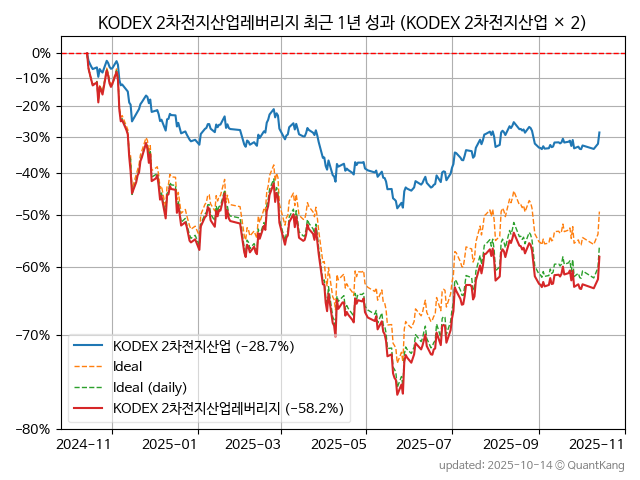 KODEX 2차전지산업레버리지 최근 1년 성과 (KODEX 2차전지산업 × 2)
0%
−10%
−20%
−30%
−40%
−50%
−60%
−70%
−80%
KODEX 2차전지산업 (−28.7%)
Ideal
Ideal (daily)
KODEX 2차전지산업레버리지 (−58.2%)
2024-11 2025-01 2025-03 2025-05 2025-07 2025-09 2025-11
updated: 2025-10-14 © QuantKang